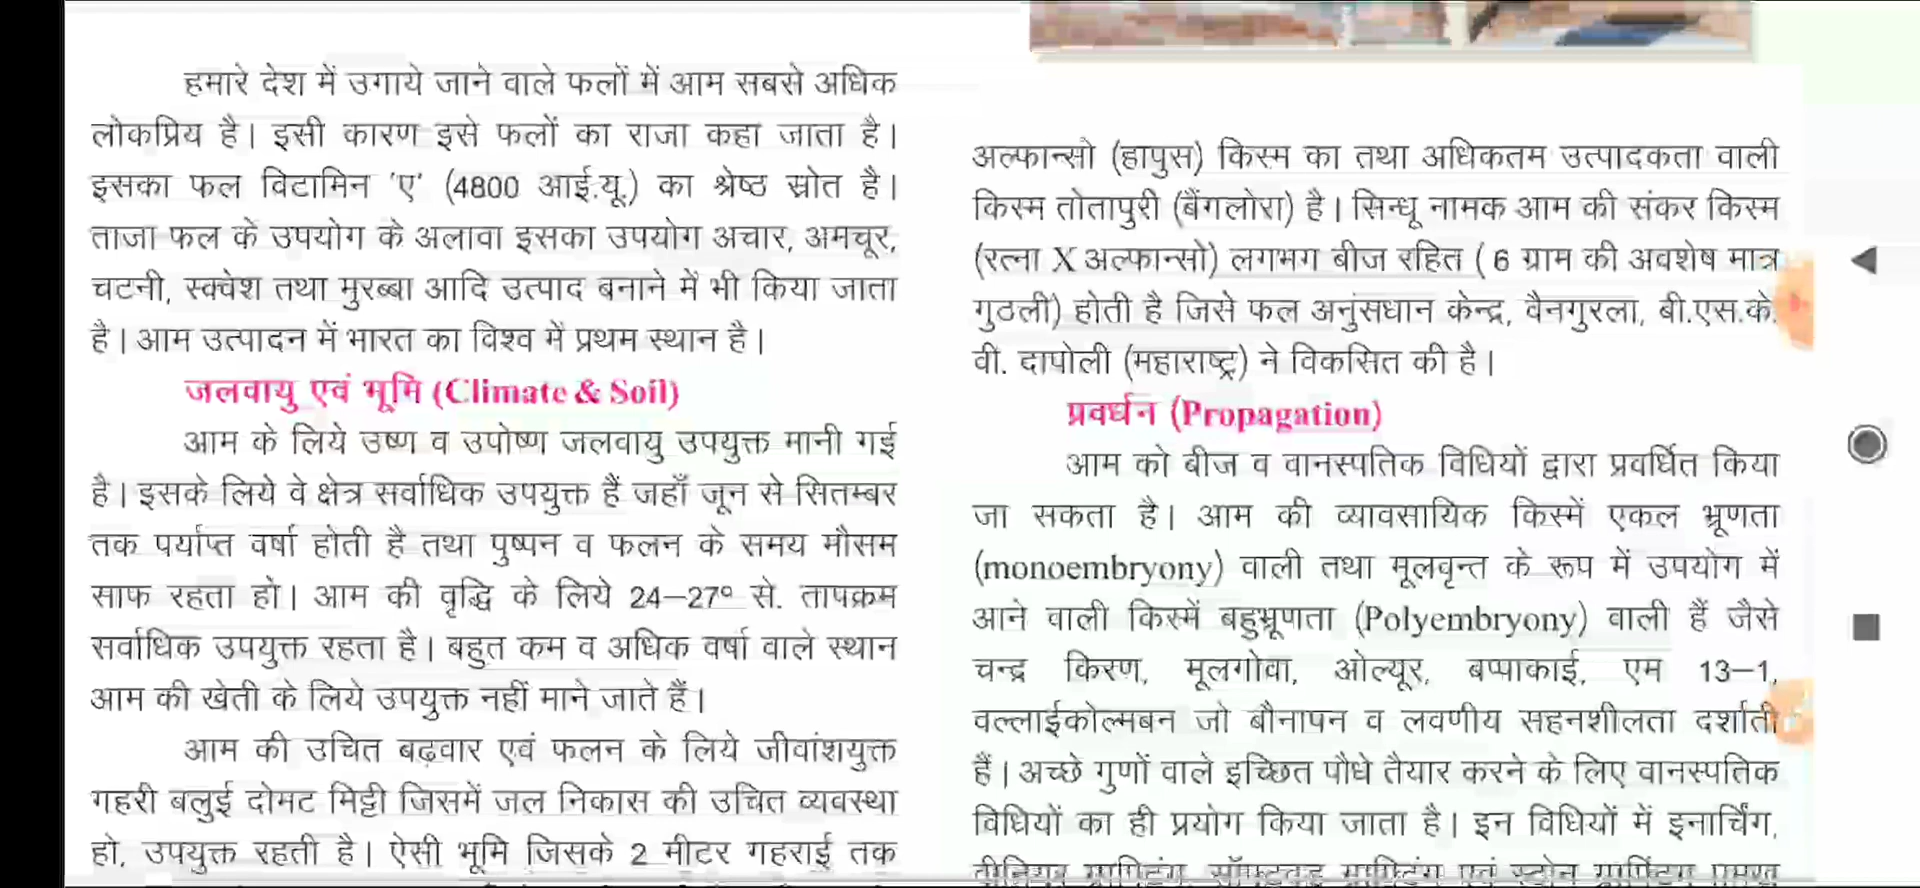 हमारे देश में उगाये जाने वाले फलों में आम सबसे अधिक
लोकप्रिय है। इसी कारण इसे फलों का राजा कहा जाता है।
इसका फल विटामिन 'ए' (4800 आई.यू.) का श्रेष्ठ स्रोत है।
ताजा फल के उपयोग के अलावा इसका उपयोग अचार, अमचूर,
चटनी, स्क्वेश तथा मुरब्बा आदि उत्पाद बनाने में भी किया जाता
है। आम उत्पादन में भारत का विश्व में प्रथम स्थान है।
जलवायु एवं भूमि (Climate & Soil)
आम के लिये उष्ण व उपोष्ण जलवायु उपयुक्त मानी गई
है। इसके लिये वे क्षेत्र सर्वाधिक उपयुक्त हैं जहाँ जून से सितम्बर
तक पर्याप्त वर्षा होती है तथा पुष्पन व फलन के समय मौसम
साफ रहता हो। आम की वृद्धि के लिये 24–27° से. तापक्रम
सर्वाधिक उपयुक्त रहता है। बहुत कम व अधिक वर्षा वाले स्थान
आम की खेती के लिये उपयुक्त नहीं माने जाते हैं।
आम की उचित बढ़वार एवं फलन के लिये जीवांशयुक्त
गहरी बलुई दोमट मिट्टी जिसमें जल निकास की उचित व्यवस्था
हो, उपयुक्त रहती है। ऐसी भूमि जिसके 2 मीटर गहराई तक
अल्फान्सो (हापुस) किस्म का तथा अधिकतम उत्पादकता वाली
किस्म तोतापुरी (बैंगलोरा) है। सिन्धू नामक आम की संकर किस्म
(रत्ना X अल्फान्सो) लगभग बीज रहित ( 6 ग्राम की अवशेष मात्र
गुठली) होती है जिसे फल अनुंसधान केन्द्र, वैनगुरला, बी.एस.के.
वी. दापोली (महाराष्ट्र) ने विकसित की है।
प्रवर्धन (Propagation)
आम को बीज व वानस्पतिक विधियों द्वारा प्रवर्धित किया
जा सकता है। आम की व्यावसायिक किस्में एकल भ्रूणता
(monoembryony) वाली तथा मूलवृन्त के रूप में उपयोग में
आने वाली किस्में बहुभ्रूणता (Polyembryony) वाली हैं जैसे
चन्द्र किरण, मूलगोवा, ओल्यूर, बप्पाकाई, एम 13–1,
वल्लाईकोल्मबन जो बौनापन व लवणीय सहनशीलता दर्शाती
हैं। अच्छे गुणों वाले इच्छित पौधे तैयार करने के लिए वानस्पतिक
विधियों का ही प्रयोग किया जाता है। इन विधियों में इनार्चिंग,